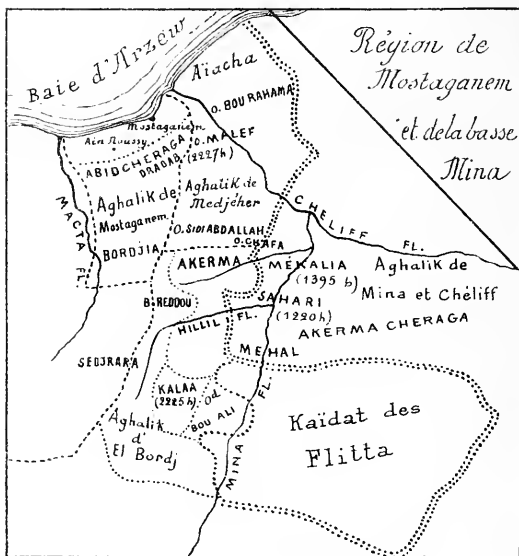 Région de
Mostaganem
et de la basse
Mina
Baie d'Arzew
Aïacha
O. BOU RAHAMA
Mostaganem
Ain Noussy
O. MALEF
ABIDCHERAGA
DRADAB (2227h)
Aghalik de
Mostaganem
Aghalik de
Medjéher
MACTA FL.
CHELIFF FL.
O. SIDI ABDALLAH
O. CHAFA
BORDJIA
AKERMA
MEKALIA
(1395 h)
Aghalik de
Mina et Chéliff
AKERMA CHERAGA
B. REDDOU
SAHARI
(1220h)
HILLIL FL.
MEHAL
SEDJRARA
KALAA
(2225h)
Od
BOU ALI
MINA FL.
Aghalik
d'
El Bordj
Kaïdat des
Flitta